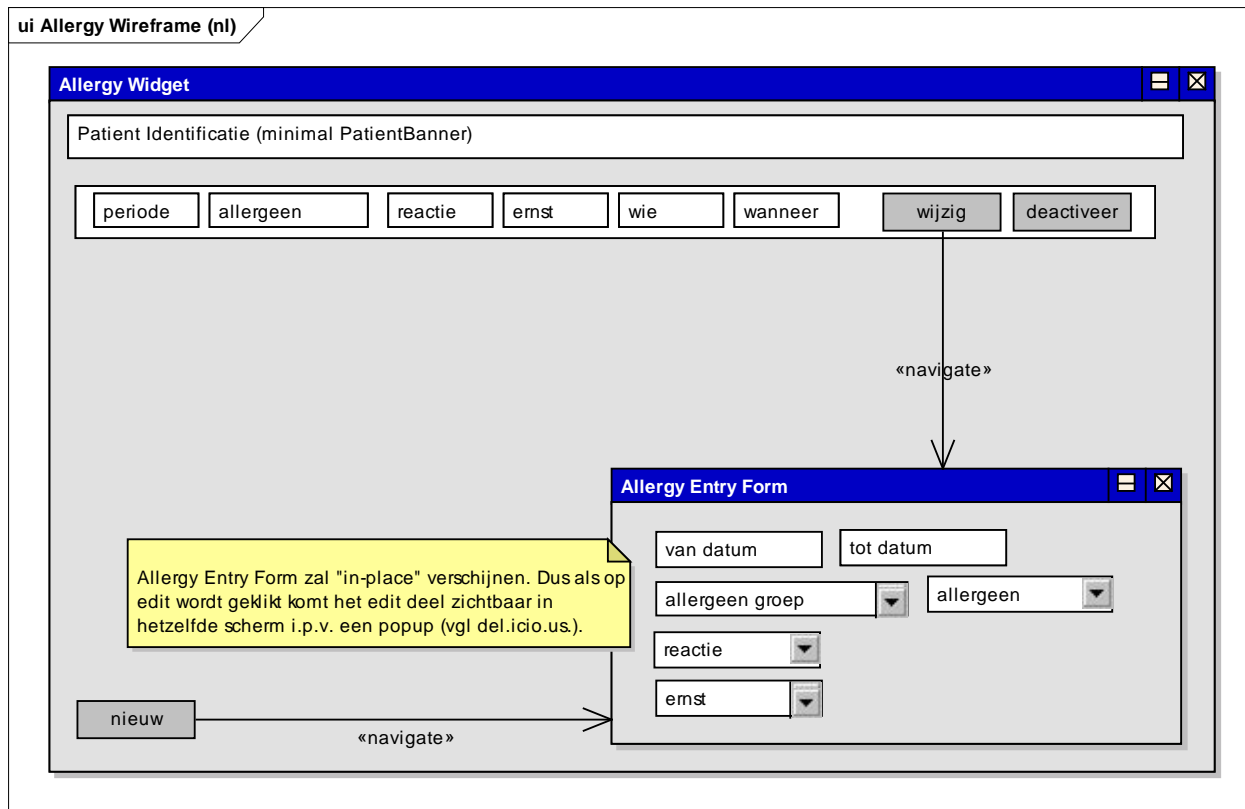 ui Allergy Wireframe (nl)
Allergy Widget
Patient Identificatie (minimal PatientBanner)
periode allergeen reactie ernst wie wanneer wijzig deactiveer
«navigate»
Allergy Entry Form
van datum tot datum
Allergy Entry Form zal "in-place" verschijnen. Dus als op
edit wordt geklikt komt het edit deel zichtbaar in
hetzelfde scherm i.p.v. een popup (vgl del.icio.us.).
allergeen groep allergeen
reactie
ernst
nieuw
«navigate»